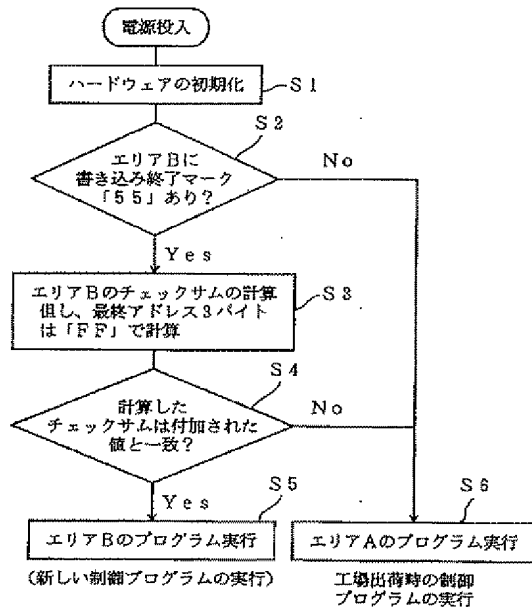 電源投入
ハードウェアの初期化
S1
S2
エリアBに
書き込み終了マーク
「55」あり？
No
Yes
エリアBのチェックサムの計算
但し、最終アドレス3バイト
は「FF」で計算
S3
S4
計算した
チェックサムは付加された
値と一致？
No
Yes
S5
S6
エリアBのプログラム実行
エリアAのプログラム実行
(新しい制御プログラムの実行)
工場出荷時の制御
プログラムの実行